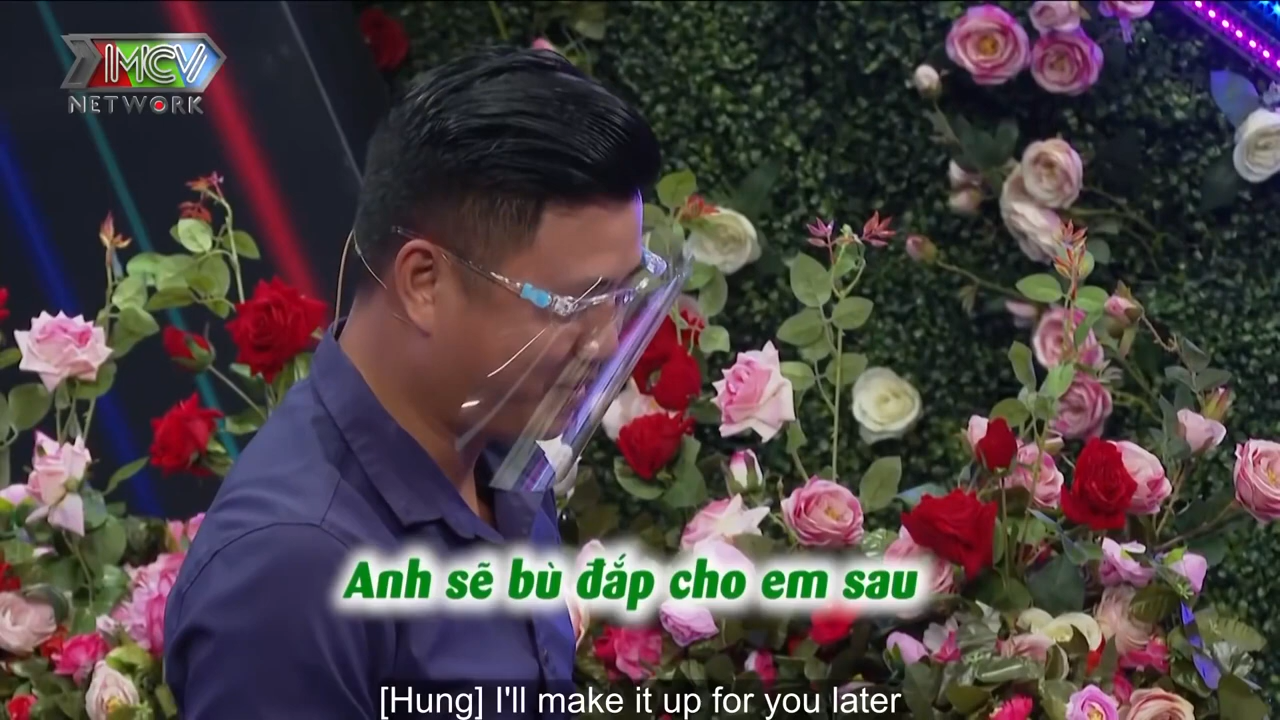 MCV
NETWORK
Anh sẽ bù đắp cho em sau
[Hung] I'll make it up for you later